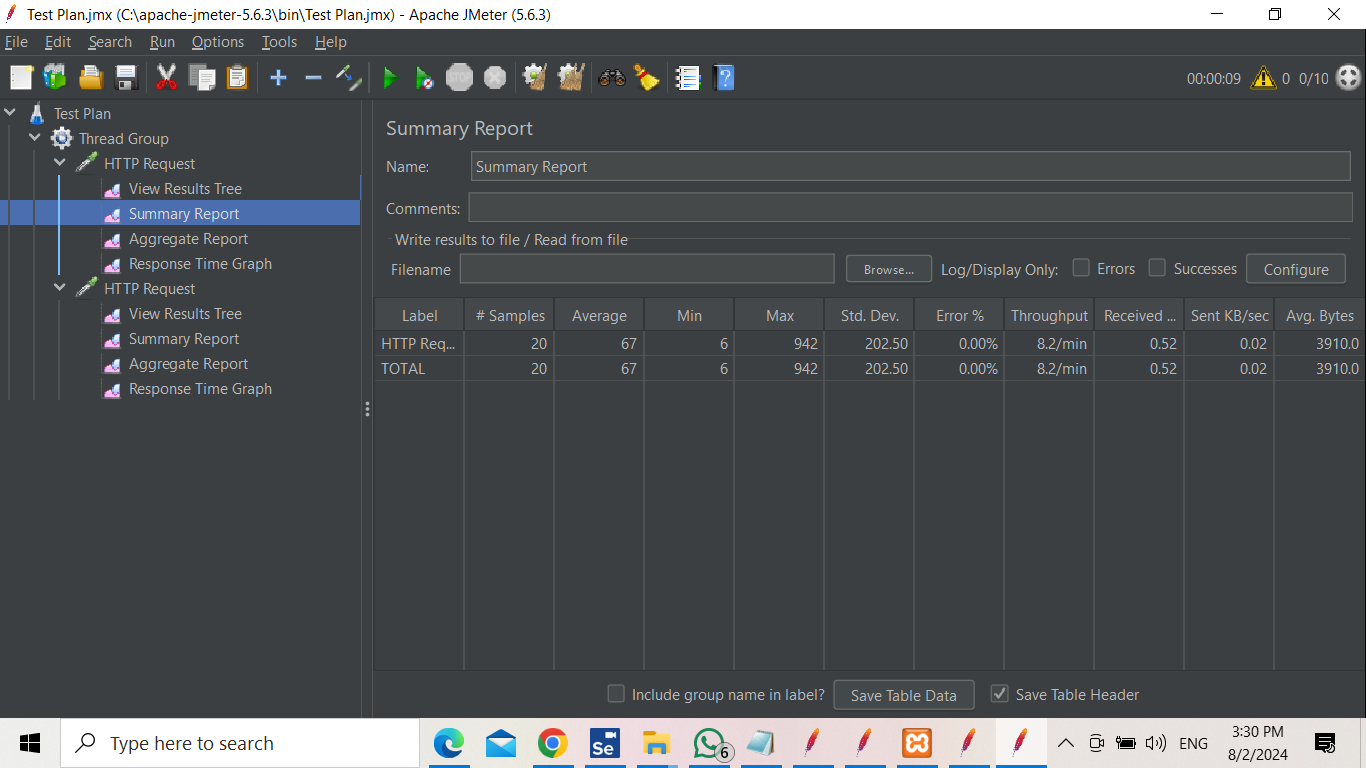 Test Plan.jmx (C:\apache-jmeter-5.6.3\bin\Test Plan.jmx) - Apache JMeter (5.6.3)
File Edit Search Run Options Tools Help
STOP 00:00:09 0 0/10
Test Plan
Thread Group
HTTP Request
View Results Tree
Summary Report
Aggregate Report
Response Time Graph
HTTP Request
View Results Tree
Summary Report
Aggregate Report
Response Time Graph
Summary Report
Name: Summary Report
Comments:
Write results to file / Read from file
Filename Browse... Log/Display Only: Errors Successes Configure
Label # Samples Average Min Max Std. Dev. Error % Throughput Received ... Sent KB/sec Avg. Bytes
HTTP Req... 20 67 6 942 202.50 0.00% 8.2/min 0.52 0.02 3910.0
TOTAL 20 67 6 942 202.50 0.00% 8.2/min 0.52 0.02 3910.0
Include group name in label? Save Table Data Save Table Header
Type here to search Se 6 ENG
3:30 PM
8/2/2024